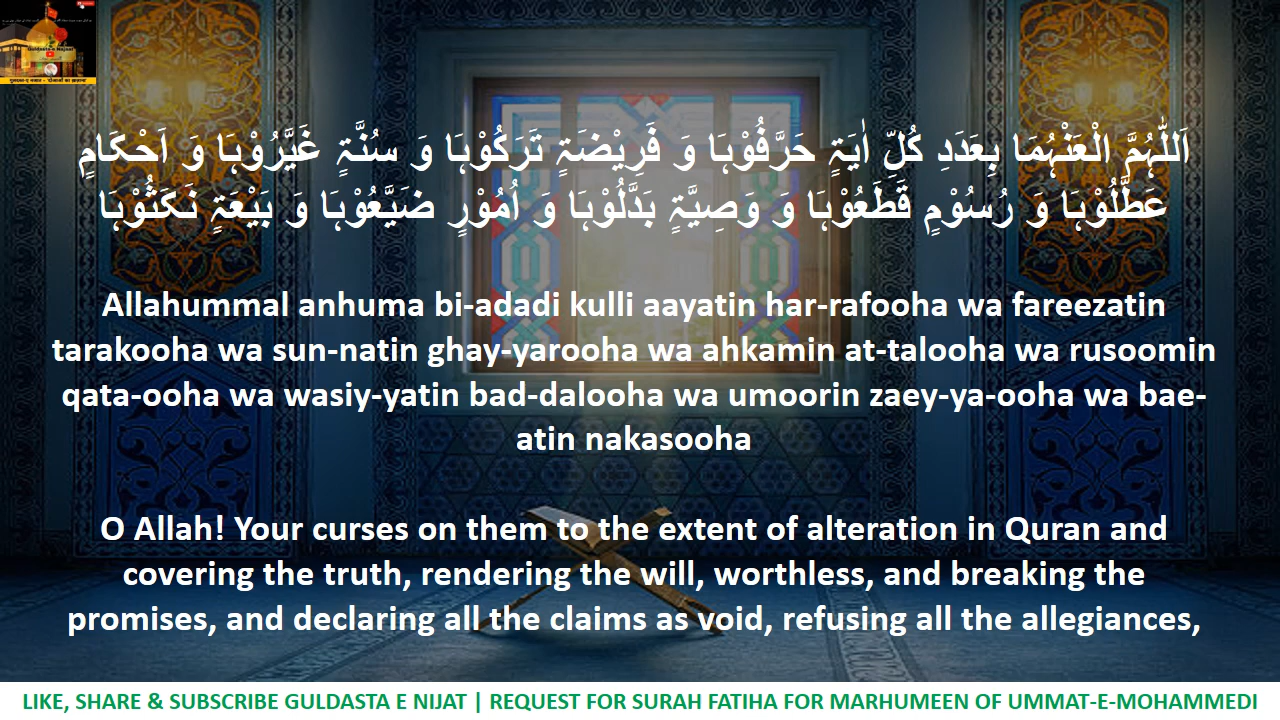 Guldasta-e-Nijaat
اَللّٰہُمَّ الْعَنْہُمَا بِعَدَدِ كُلِّ اٰیَۃٍ حَرَّفُوْہَا وَ فَرِیْضَۃٍ تَرَكُوْہَا وَ سُنَّۃٍ غَیَّرُوْہَا وَ اَحْكَامٍ
عَطَّلُوْہَا وَ رُسُوْمٍ قَطَعُوْہَا وَ وَصِیَّۃٍ بَدَّلُوْہَا وَ اُمُوْرٍ ضَیَّعُوْہَا وَ بَیْعَۃٍ نَكَثُوْہَا
Allahummal anhuma bi-adadi kulli aayatin har-rafooha wa fareezatin
tarakooha wa sun-natin ghay-yarooha wa ahkamin at-talooha wa rusoomin
qata-ooha wa wasiy-yatin bad-dalooha wa umoorin zaey-ya-ooha wa bae-
atin nakasooha
O Allah! Your curses on them to the extent of alteration in Quran and
covering the truth, rendering the will, worthless, and breaking the
promises, and declaring all the claims as void, refusing all the allegiances,
LIKE, SHARE & SUBSCRIBE GULDASTA E NIJAT | REQUEST FOR SURAH FATIHA FOR MARHUMEEN OF UMMAT-E-MOHAMMEDI